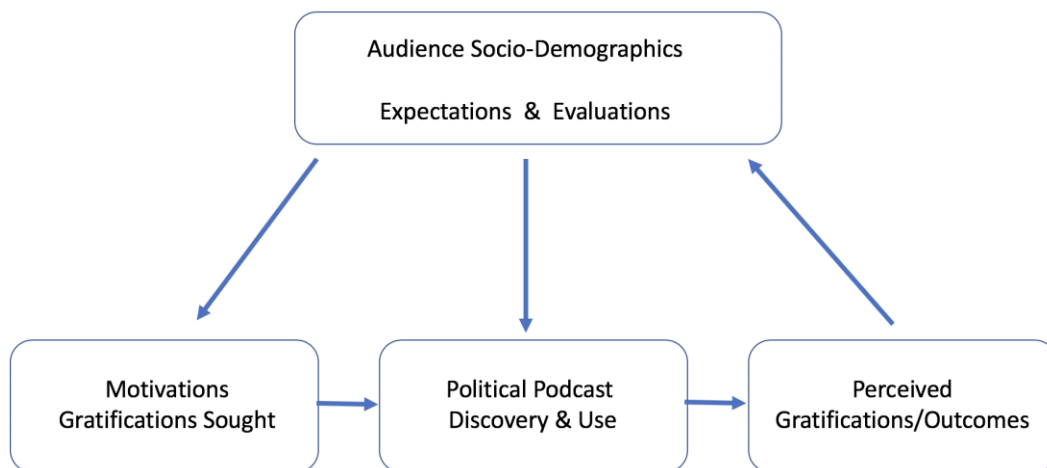 Audience Socio-Demographics
Expectations & Evaluations
Motivations
Gratifications Sought
Political Podcast
Discovery & Use
Perceived
Gratifications/Outcomes